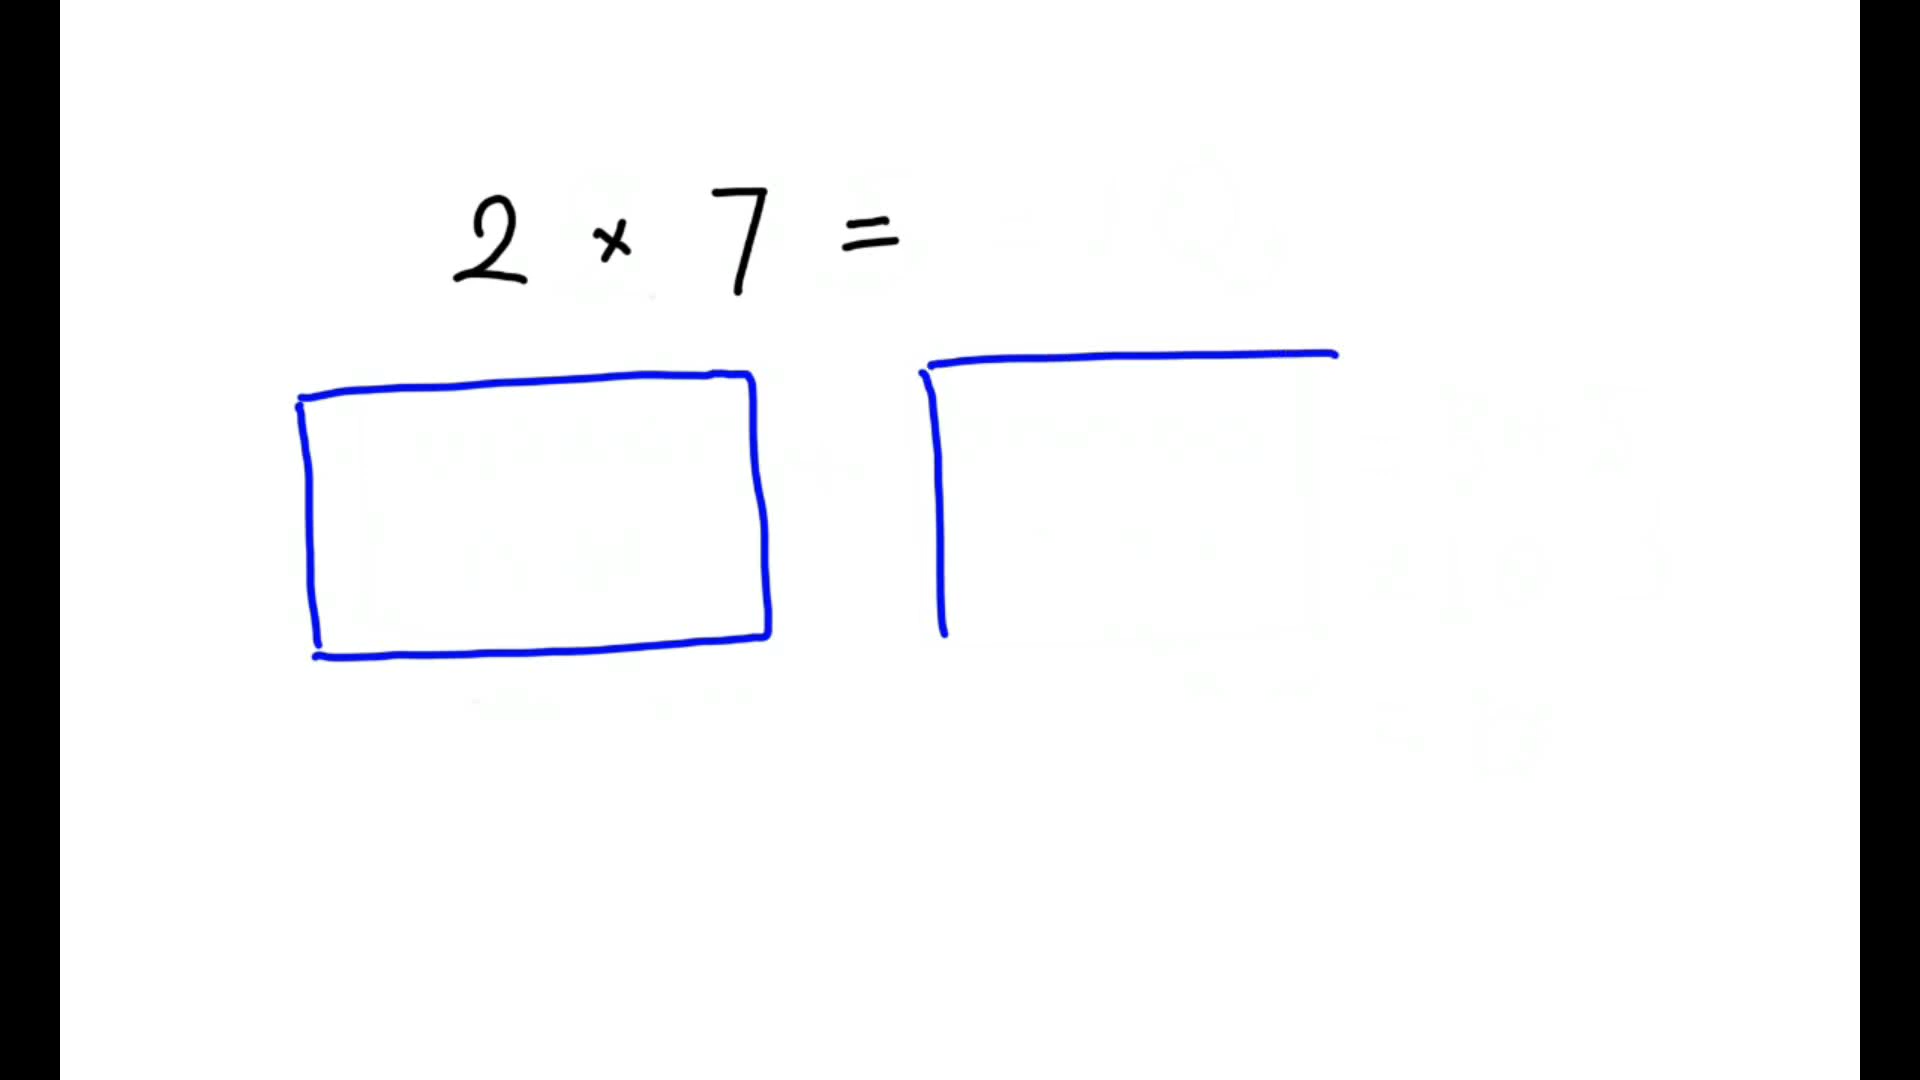 2 × 7 =